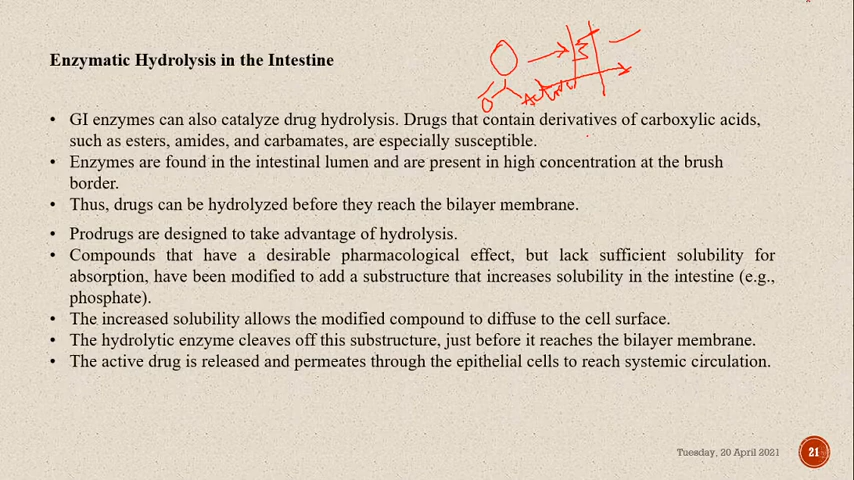 Enzymatic Hydrolysis in the Intestine
• GI enzymes can also catalyze drug hydrolysis. Drugs that contain derivatives of carboxylic acids,
such as esters, amides, and carbamates, are especially susceptible.
• Enzymes are found in the intestinal lumen and are present in high concentration at the brush
border.
• Thus, drugs can be hydrolyzed before they reach the bilayer membrane.
• Prodrugs are designed to take advantage of hydrolysis.
• Compounds that have a desirable pharmacological effect, but lack sufficient solubility for
absorption, have been modified to add a substructure that increases solubility in the intestine (e.g.,
phosphate).
• The increased solubility allows the modified compound to diffuse to the cell surface.
• The hydrolytic enzyme cleaves off this substructure, just before it reaches the bilayer membrane.
• The active drug is released and permeates through the epithelial cells to reach systemic circulation.
Tuesday, 20 April 2021
21